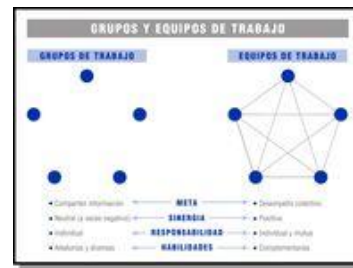 GRUPOS Y EQUIPOS DE TRABAJO
GRUPOS DE TRABAJO
EQUIPOS DE TRABAJO
Compartir información META Desempeño colectivo
Neutral (a veces negativo) SINERGIA Positiva
Individual RESPONSABILIDAD Individual y mutua
Aleatorias y diversas HABILIDADES Complementarias